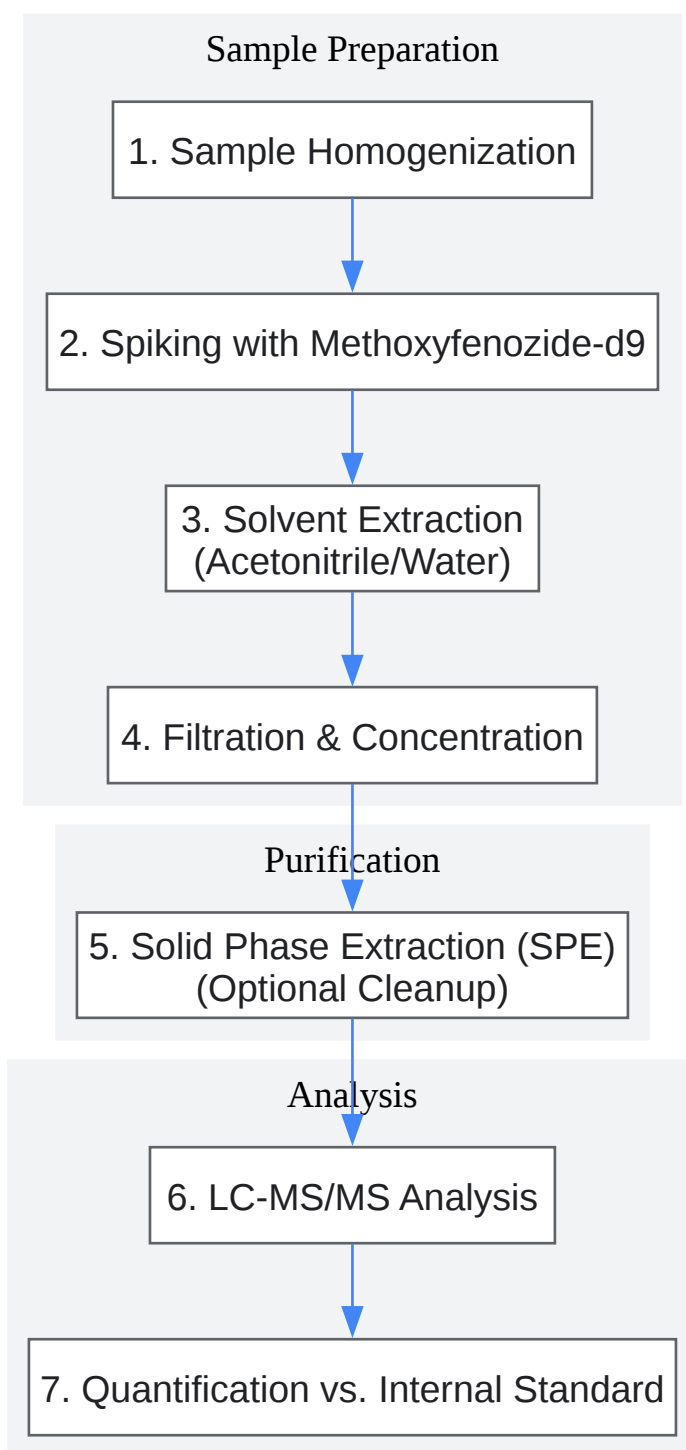 Sample Preparation
1. Sample Homogenization
2. Spiking with Methoxyfenozide-d9
3. Solvent Extraction
(Acetonitrile/Water)
4. Filtration & Concentration
Purification
5. Solid Phase Extraction (SPE)
(Optional Cleanup)
Analysis
6. LC-MS/MS Analysis
7. Quantification vs. Internal Standard